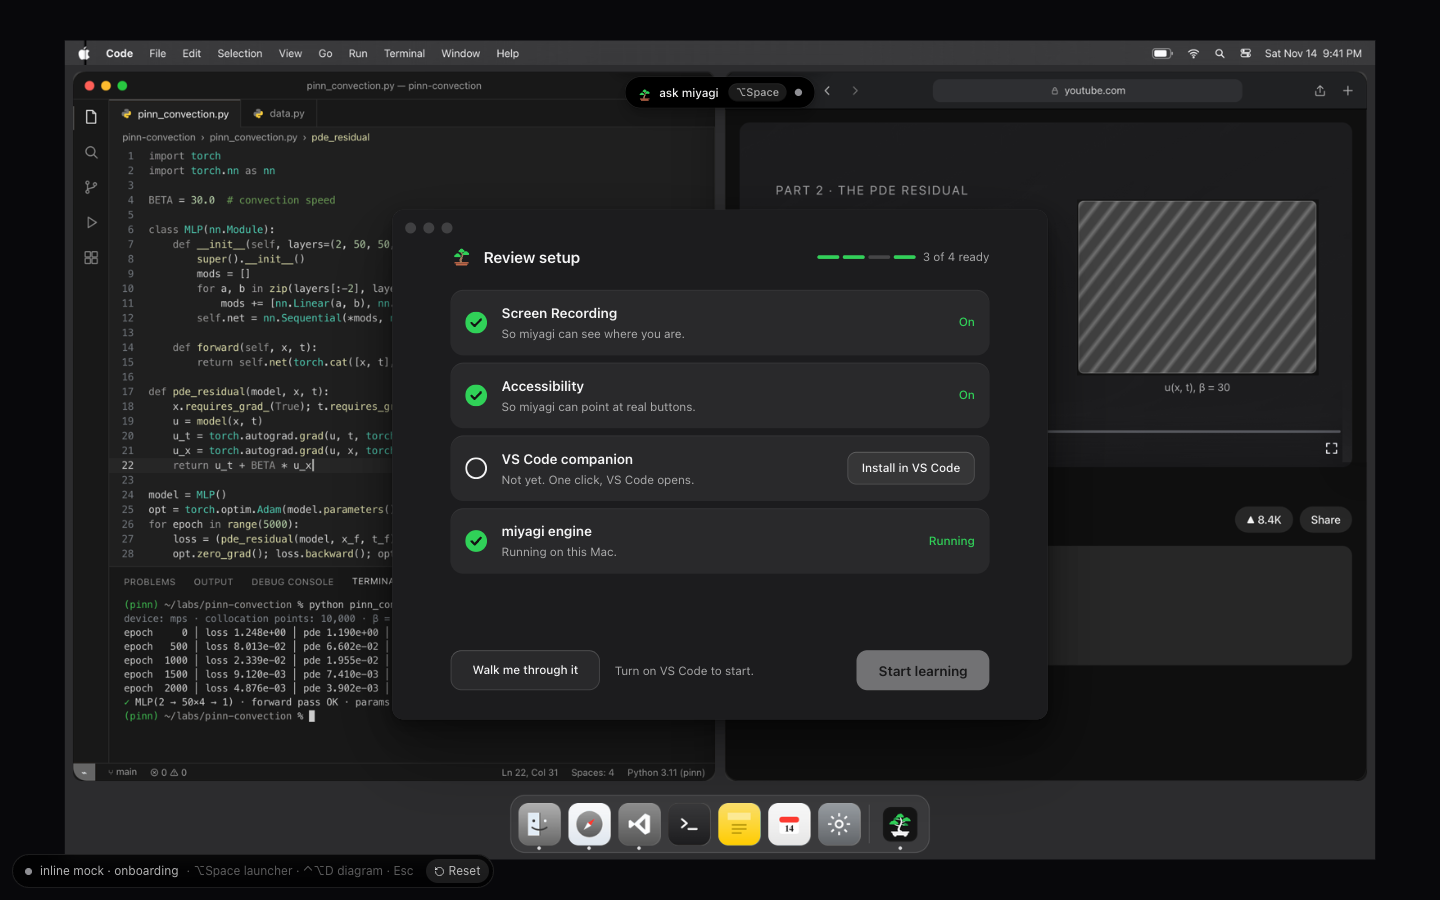 Code File Edit Selection View Go Run Terminal Window Help
Sat Nov 14 9:41 PM
pinn_convection.py — pinn-convection
ask miyagi ⌥Space
youtube.com
pinn_convection.py data.py
pinn-convection › pinn_convection.py › pde_residual
1 import torch
2 import torch.nn as nn
3
4 BETA = 30.0 # convection speed
5
6 class MLP(nn.Module):
7 def __init__(self, layers=(2, 50, 50,
8 super().__init__()
9 mods = []
10 for a, b in zip(layers[:-2], laye
11 mods += [nn.Linear(a, b), nn.
12 self.net = nn.Sequential(*mods,
13
14 def forward(self, x, t):
15 return self.net(torch.cat([x, t]
16
17 def pde_residual(model, x, t):
18 x.requires_grad_(True); t.requires_gr
19 u = model(x, t)
20 u_t = torch.autograd.grad(u, t, torc
21 u_x = torch.autograd.grad(u, x, torc
22 return u_t + BETA * u_x
23
24 model = MLP()
25 opt = torch.optim.Adam(model.parameters(
26 for epoch in range(5000):
27 loss = (pde_residual(model, x_f, t_f
28 opt.zero_grad(); loss.backward(); opt
PROBLEMS OUTPUT DEBUG CONSOLE TERMINA
(pinn) ~/labs/pinn-convection % python pinn_co
device: mps · collocation points: 10,000 · β =
epoch 0 | loss 1.248e+00 | pde 1.190e+00 |
epoch 500 | loss 8.013e-02 | pde 6.602e-02 |
epoch 1000 | loss 2.339e-02 | pde 1.955e-02 |
epoch 1500 | loss 9.120e-03 | pde 7.410e-03 |
epoch 2000 | loss 4.876e-03 | pde 3.902e-03 |
✓ MLP(2 → 50×4 → 1) · forward pass OK · params
(pinn) ~/labs/pinn-convection %
main 0 0 Ln 22, Col 31 Spaces: 4 Python 3.11 (pinn)
PART 2 · THE PDE RESIDUAL
u(x, t), β = 30
8.4K Share
Review setup
3 of 4 ready
Screen Recording
So miyagi can see where you are.
On
Accessibility
So miyagi can point at real buttons.
On
VS Code companion
Not yet. One click, VS Code opens.
Install in VS Code
miyagi engine
Running on this Mac.
Running
Walk me through it
Turn on VS Code to start.
Start learning
14
inline mock · onboarding · ⌥Space launcher · ⌃⌥D diagram · Esc Reset